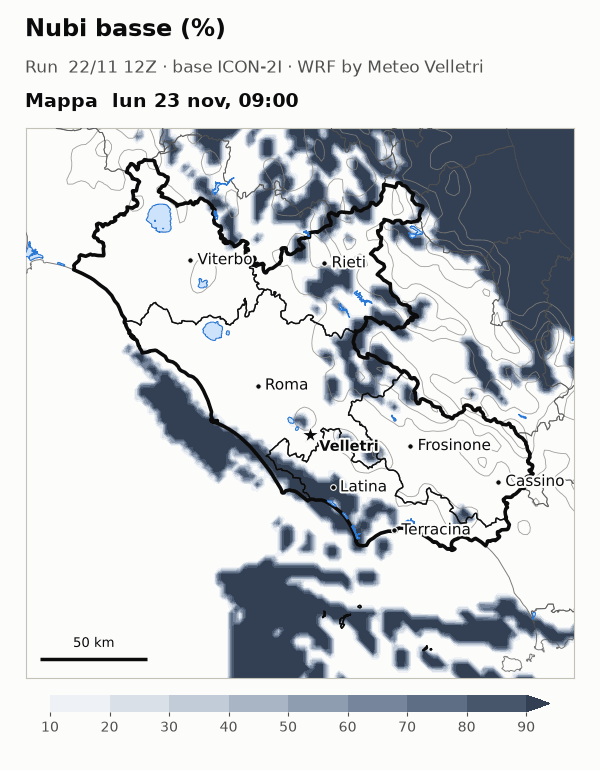 Nubi basse (%)
Run  22/11 12Z · base ICON-2I · WRF by Meteo Velletri
Mappa  lun 23 nov, 09:00
Viterbo
Rieti
Roma
Velletri
Frosinone
Latina
Cassino
Terracina
50 km
10 20 30 40 50 60 70 80 90